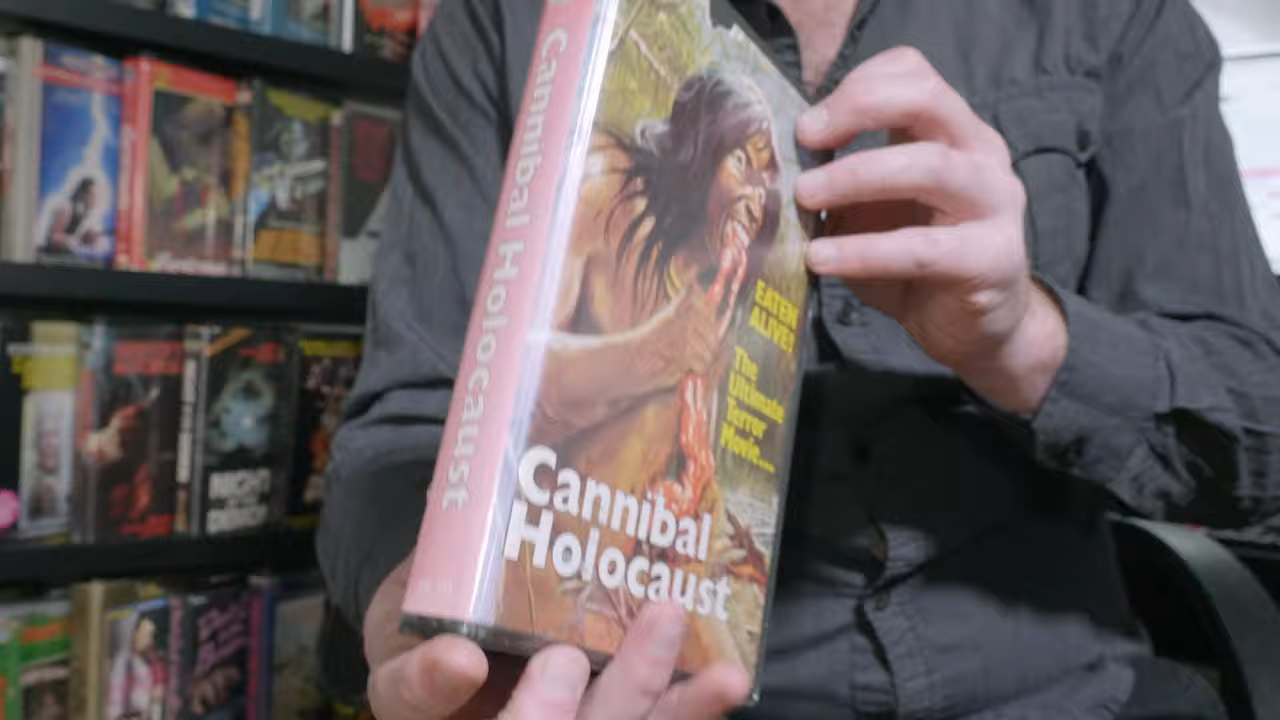 Cannibal Holocaust
EATEN
ALIVE!
The
Ultimate
Terror
Movie....
Cannibal
Holocaust